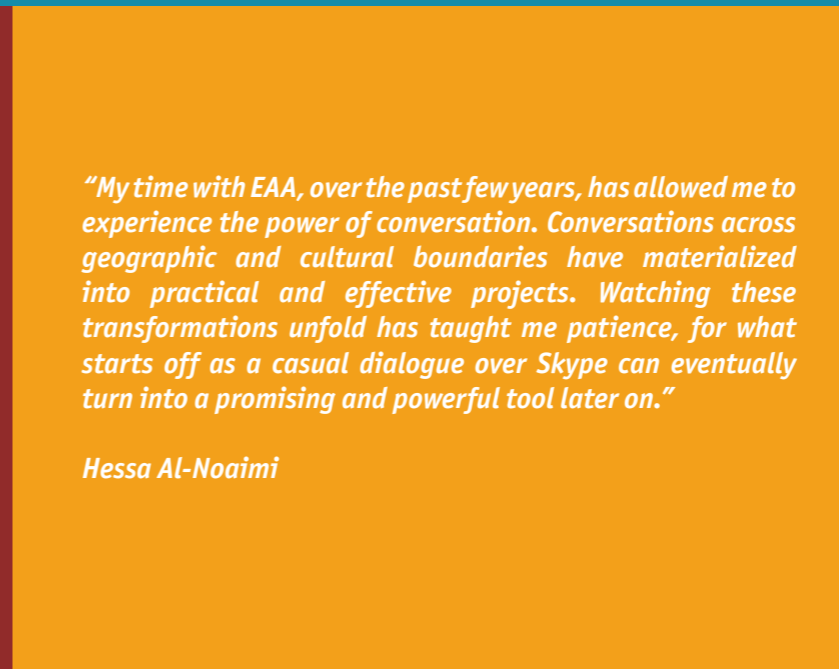 “My time with EAA, over the past few years, has allowed me to
experience the power of conversation. Conversations across
geographic and cultural boundaries have materialized
into practical and effective projects. Watching these
transformations unfold has taught me patience, for what
starts off as a casual dialogue over Skype can eventually
turn into a promising and powerful tool later on.”
Hessa Al-Noaimi